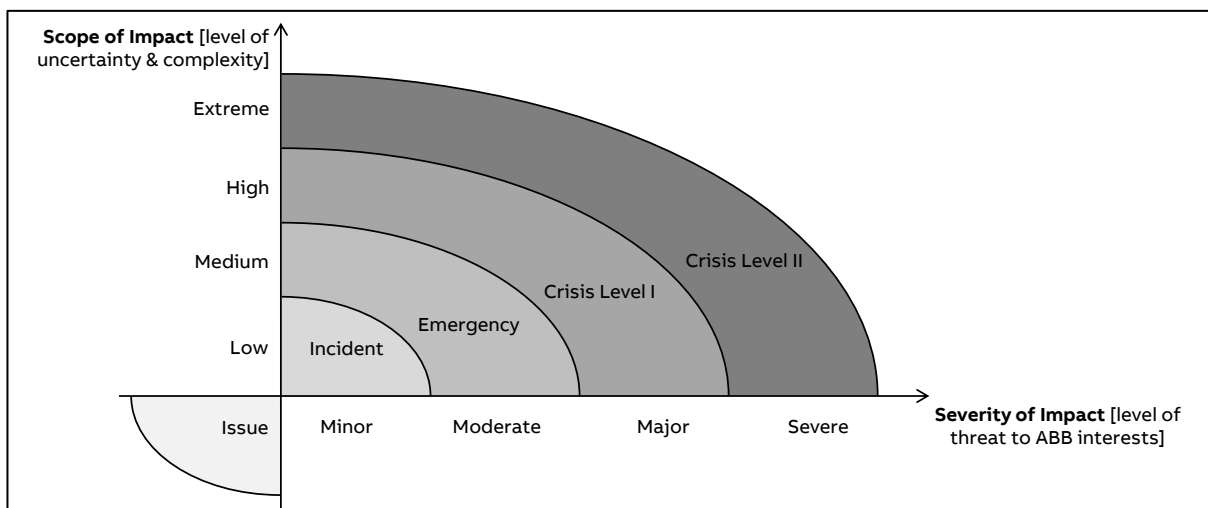 Scope of Impact [level of
uncertainty & complexity]
Extreme
High
Medium
Low
Crisis Level II
Crisis Level I
Emergency
Incident
Issue
Minor
Moderate
Major
Severe
Severity of Impact [level of
threat to ABB interests]